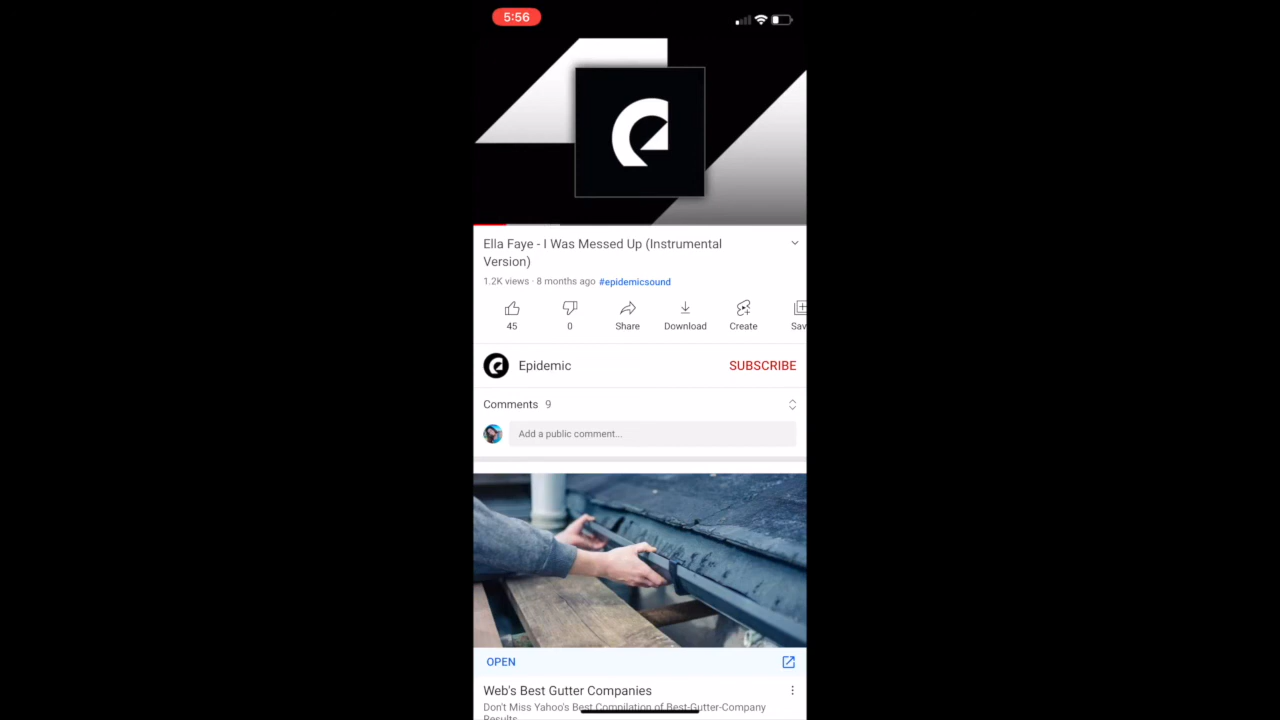 5:56
Ella Faye - I Was Messed Up (Instrumental
Version)
1.2K views · 8 months ago #epidemicsound
45
0
Share
Download
Create
Sav
Epidemic
SUBSCRIBE
Comments 9
Add a public comment...
OPEN
Web's Best Gutter Companies
Don't Miss Yahoo's Best Compilation of Best-Gutter-Company
Results